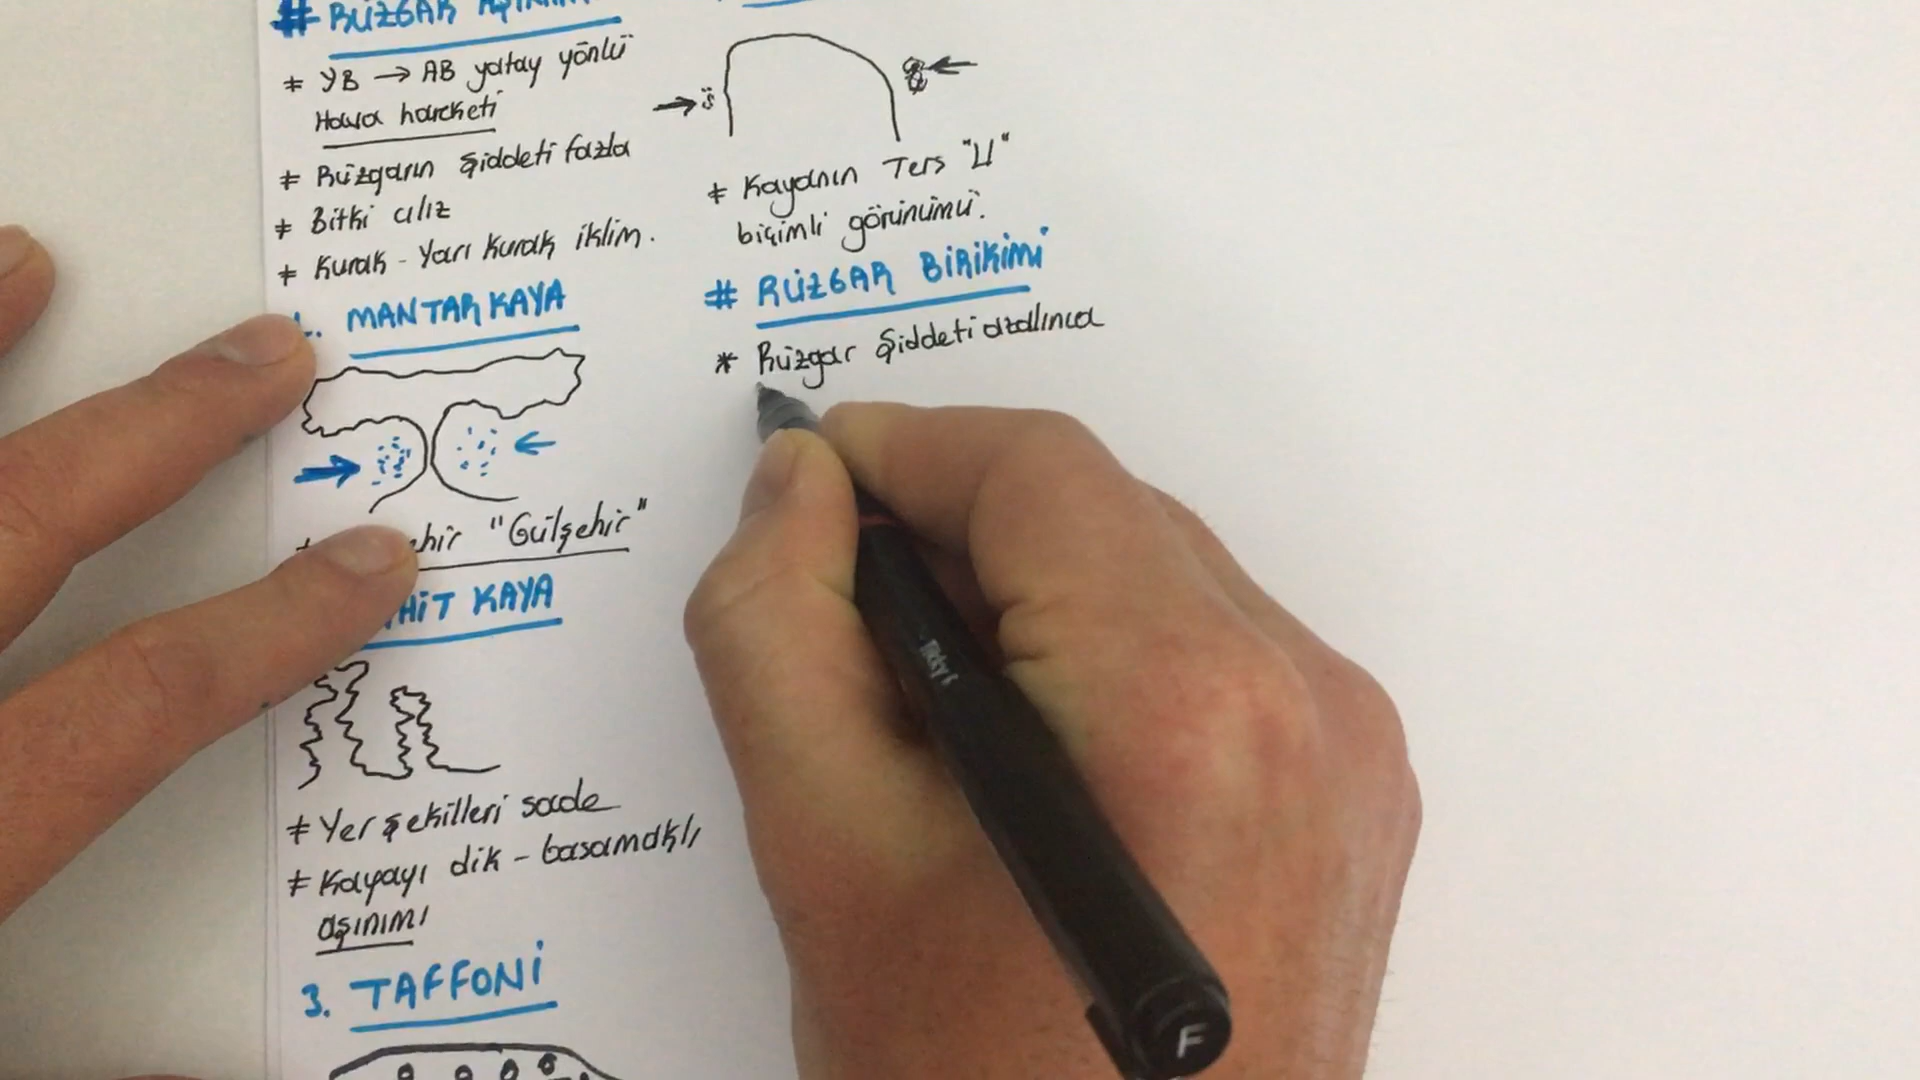 # RÜZGAR
* YB → AB yatay yönlü
Hava hareketi
* Rüzgarın şiddeti fazla
* Bitki cılız
* Kurak - Yarı kurak iklim.
1. MANTAR KAYA
"Gülşehir"
KAYA
* Yer şekilleri sade
* Kayayı dik - basamaklı
aşınımı
3. TAFFONİ
* Kayanın Ters "U"
biçimli görünümü.
# RÜZGAR BİRİKİMİ
* Rüzgar şiddeti azalınca
F